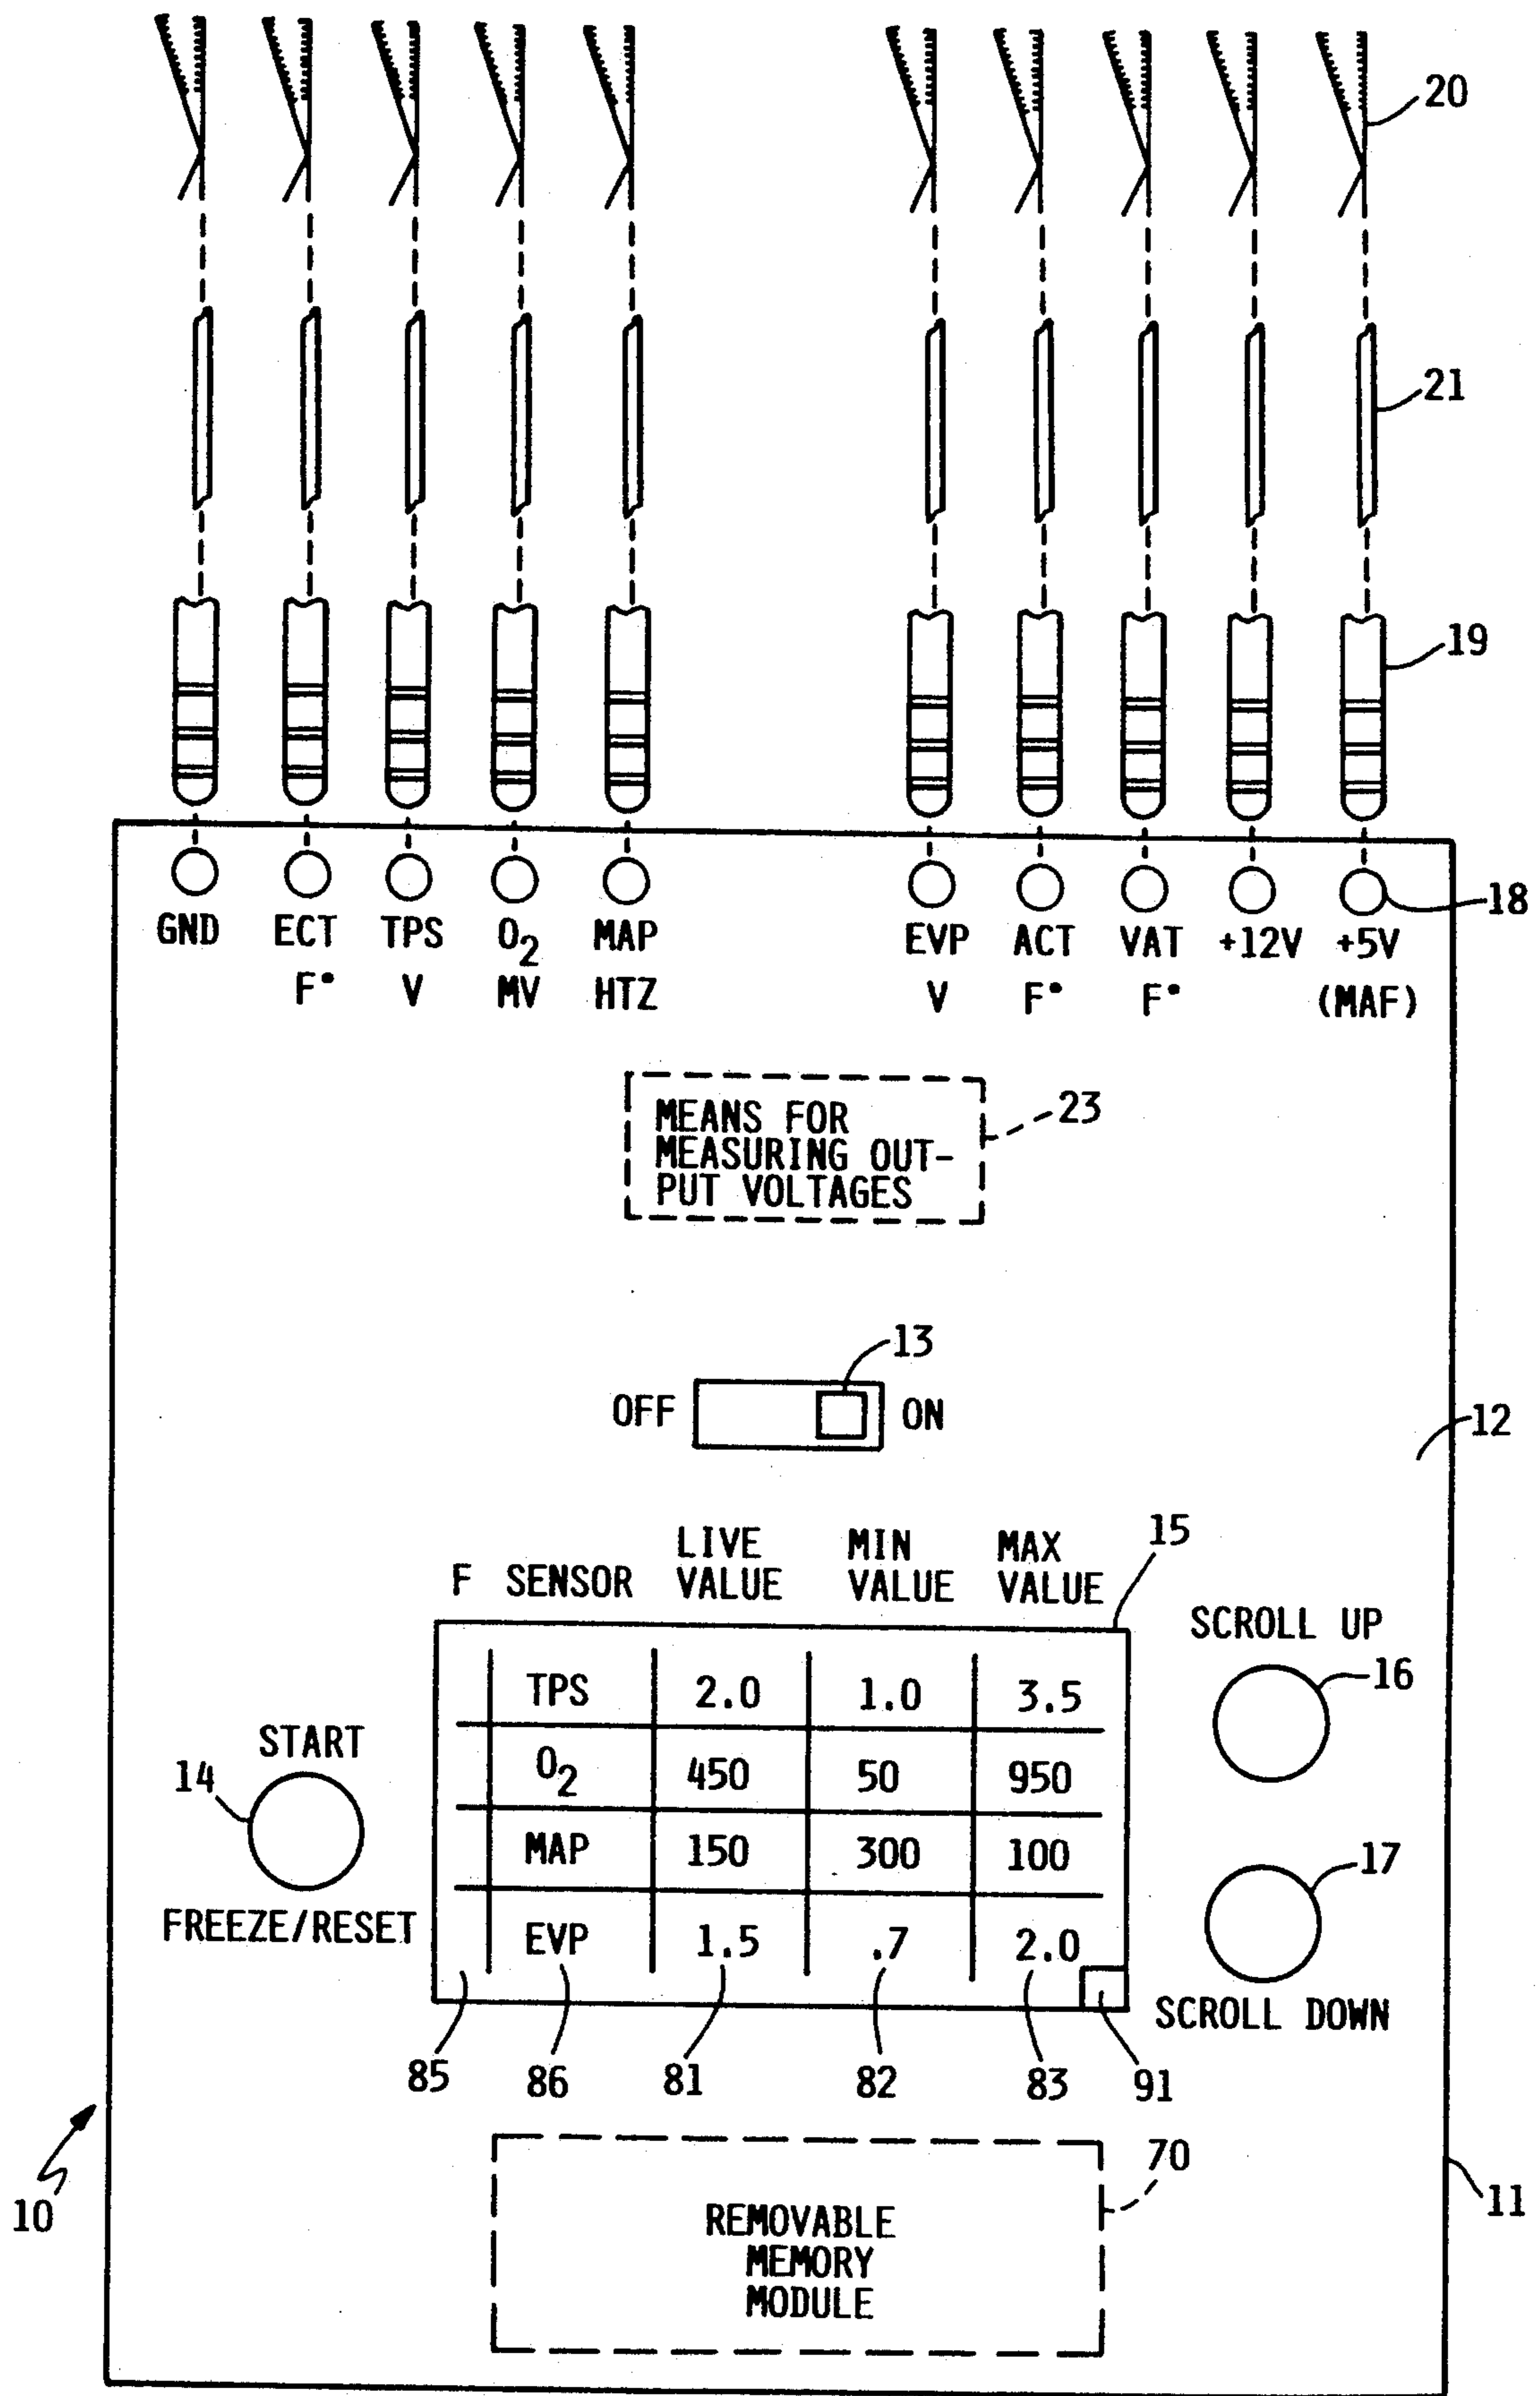 20
21
19
GND ECT TPS O₂ MAP EVP ACT VAT +12V +5V 18
F° V MV HTZ V F° F° (MAF)
MEANS FOR 23
MEASURING OUT-
PUT VOLTAGES
13
OFF ON
12
LIVE MIN MAX 15
F SENSOR VALUE VALUE VALUE
SCROLL UP
16
TPS 2.0 1.0 3.5
START
14
O₂ 450 50 950
MAP 150 300 100
17
FREEZE/RESET
EVP 1.5 .7 2.0
SCROLL DOWN
85 86 81 82 83 91
70
10
11
REMOVABLE
MEMORY
MODULE